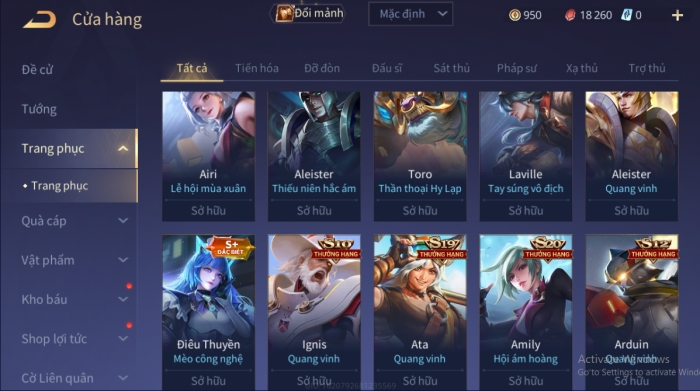 Cửa hàng
Đổi mảnh
Mặc định
950
18 260
0
+
Đề cử
Tướng
Trang phục
Trang phục
Quà cáp
Vật phẩm
Kho báu
Shop lợi tức
Cờ Liên quân
Tất cả
Tiến hóa
Đỡ đòn
Đấu sĩ
Sát thủ
Pháp sư
Xạ thủ
Trợ thủ
Airi
Lễ hội mùa xuân
Sở hữu
Aleister
Thiếu niên hắc ám
Sở hữu
Toro
Thần thoại Hy Lạp
Sở hữu
Laville
Tay súng vô địch
Sở hữu
Aleister
Quang vinh
Sở hữu
S+
ĐẶC BIỆT
Điêu Thuyền
Mèo công nghệ
Sở hữu
S10
THƯỞNG HẠNG
Ignis
Quang vinh
Sở hữu
S19
THƯỞNG HẠNG
Ata
Quang vinh
Sở hữu
S20
THƯỞNG HẠNG
Amily
Hội ám hoàng
Sở hữu
S12
THƯỞNG HẠNG
Arduin
Quang vinh
Sở hữu
Activate Windows
Go to Settings to activate Wind